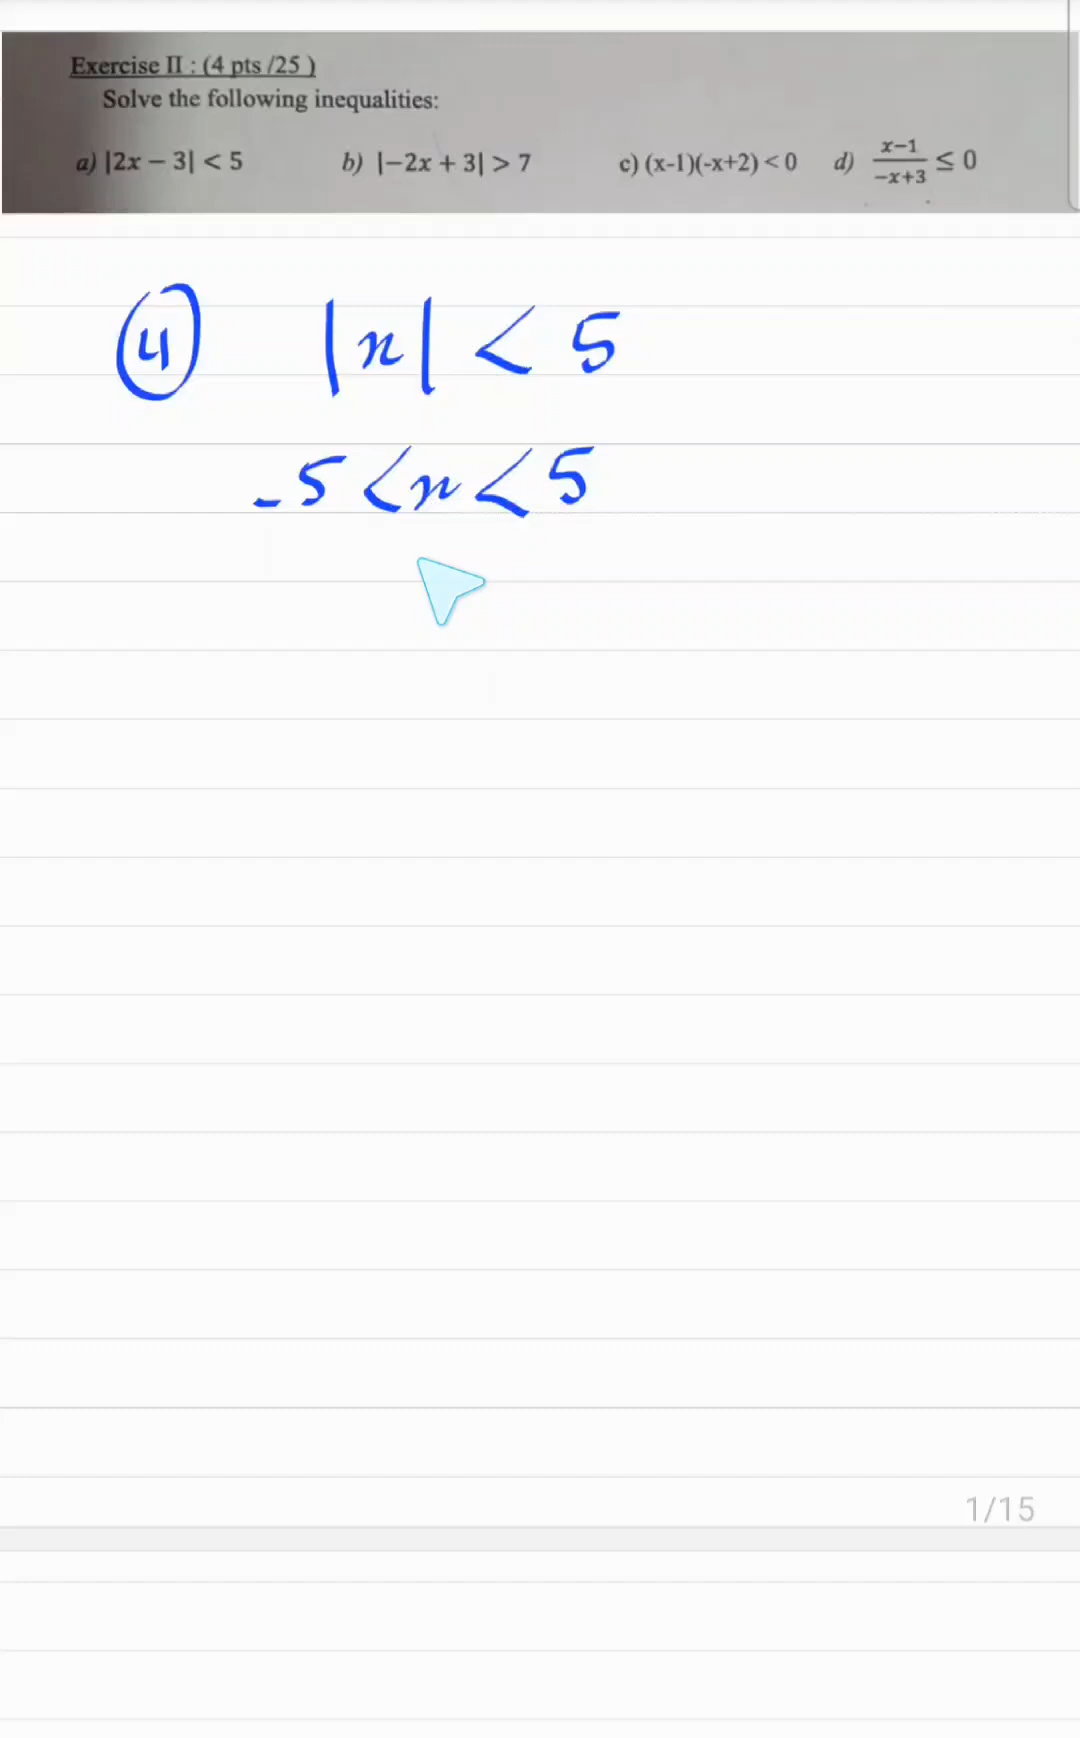 Exercise II : (4 pts /25 )
Solve the following inequalities:
a) |2x − 3| < 5 b) |−2x + 3| > 7 c) (x-1)(-x+2) < 0 d) x−1/−x+3 ≤ 0
4 |x| < 5
-5 < x < 5
1/15